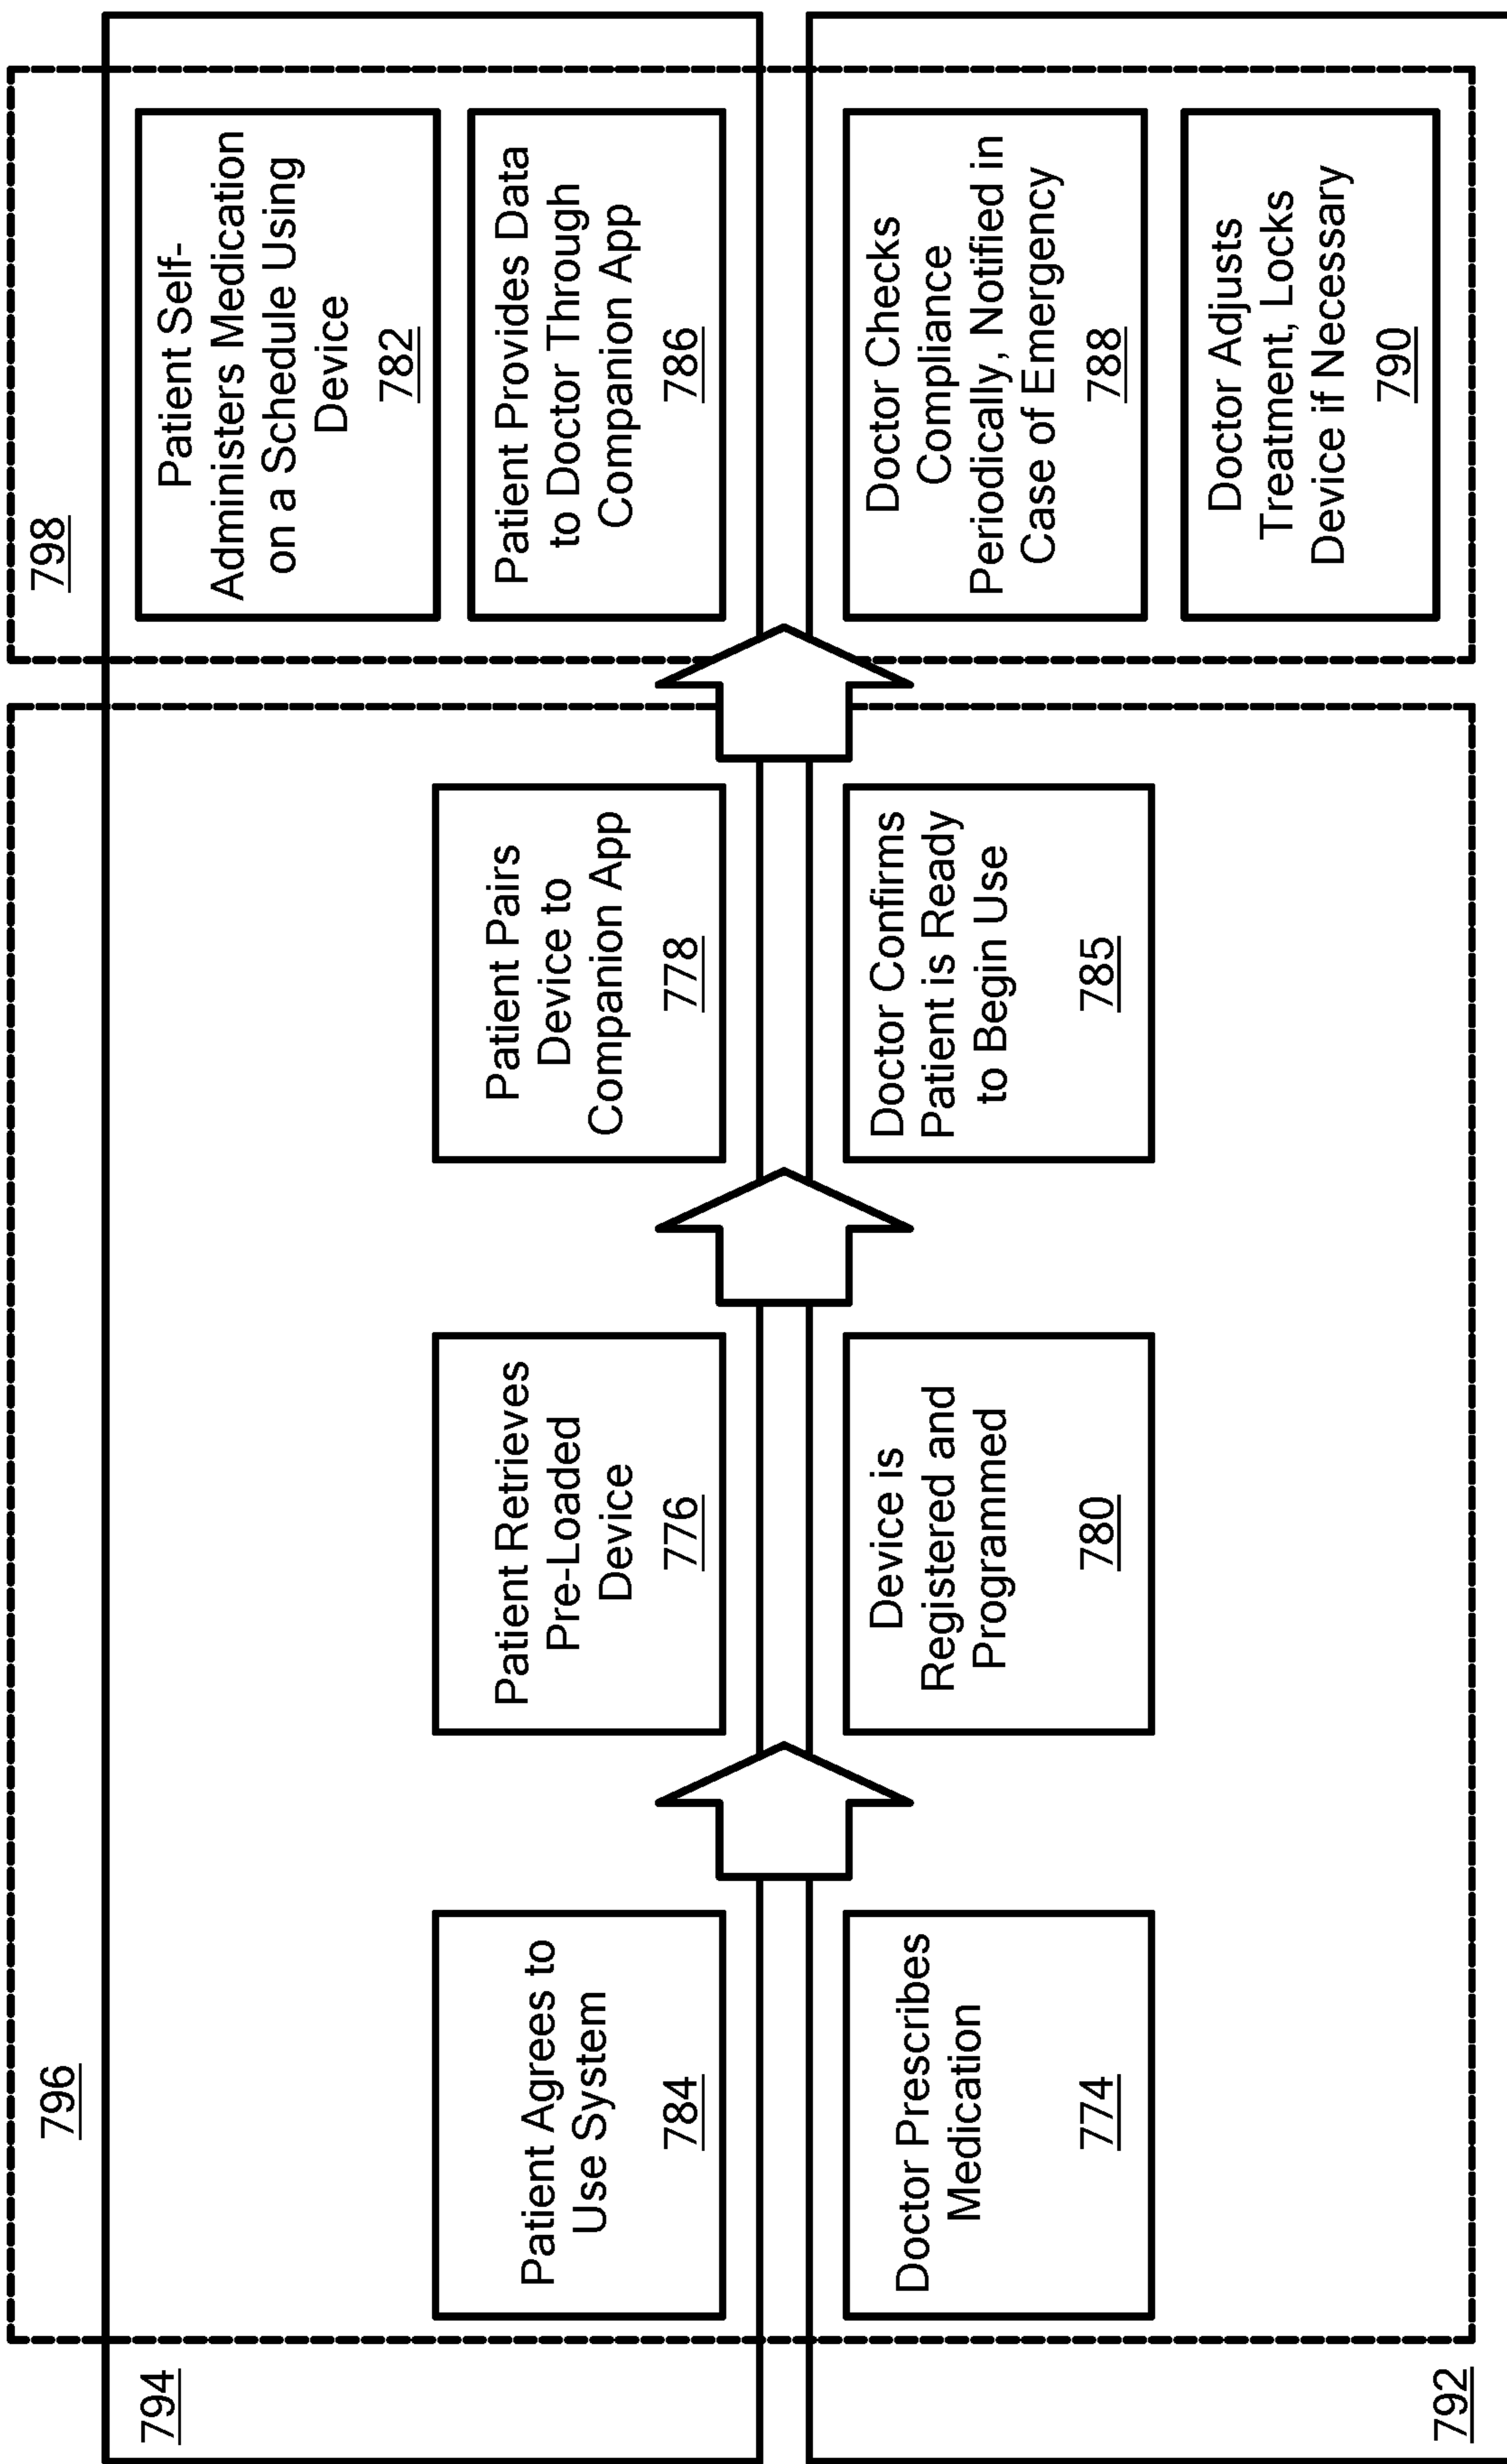 796
798
794
Patient Agrees to
Use System
784
Patient Retrieves
Pre-Loaded
Device
776
Patient Pairs
Device to
Companion App
778
Patient Self-
Administers Medication
on a Schedule Using
Device
782
Patient Provides Data
to Doctor Through
Companion App
786
Doctor Prescribes
Medication
774
Device is
Registered and
Programmed
780
Doctor Confirms
Patient is Ready
to Begin Use
785
Doctor Checks
Compliance
Periodically, Notified in
Case of Emergency
788
Doctor Adjusts
Treatment, Locks
Device if Necessary
790
792